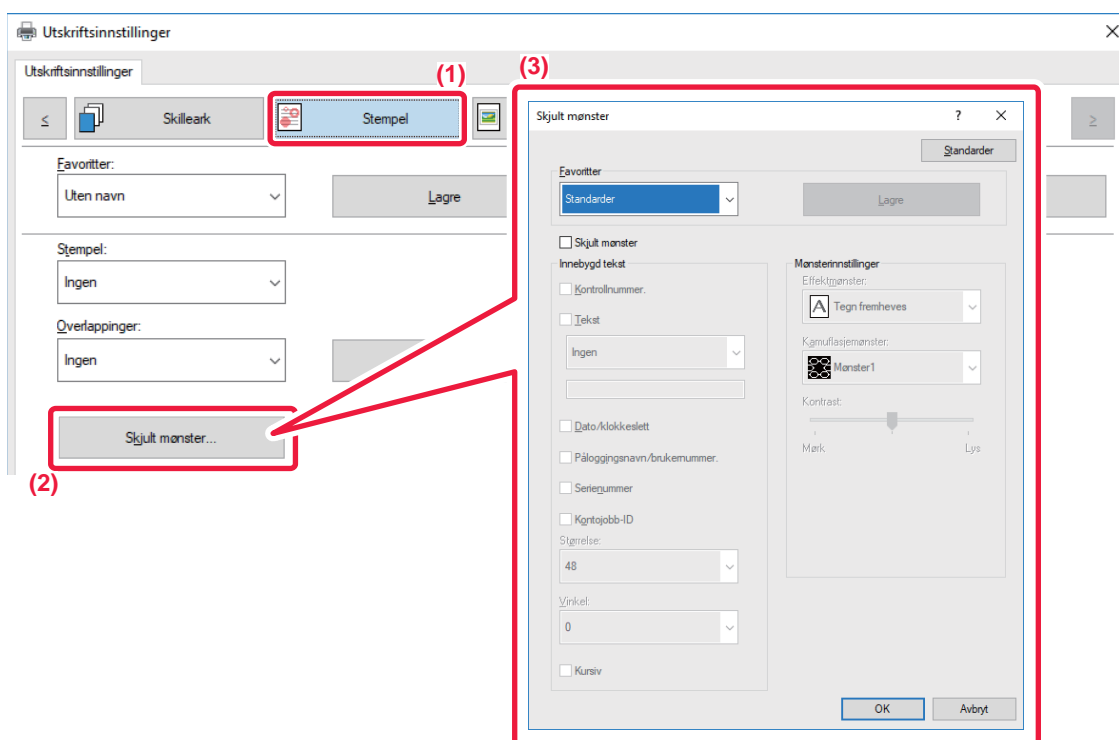 Utskriftsinnstillinger
Utskriftsinnstillinger
(1)
(3)
<
Skilleark
Stempel
>
Favoritter:
Uten navn
Lagre
Stempel:
Ingen
Overlappinger:
Ingen
Skjult mønster...
(2)
Skjult mønster
?
Standarder
Favoritter
Standarder
Lagre
Skjult mønster
Innebygd tekst
Kontrollnummer.
Tekst
Ingen
Dato/klokkeslett
Påloggingsnavn/brukernummer.
Serienummer
Kontojobb-ID
Størrelse:
48
Vinkel:
0
Kursiv
Mønsterinnstillinger
Effektmønster:
A Tegn fremheves
Kamuflasjemønster:
Mønster1
Kontrast:
Mørk Lys
OK Avbryt